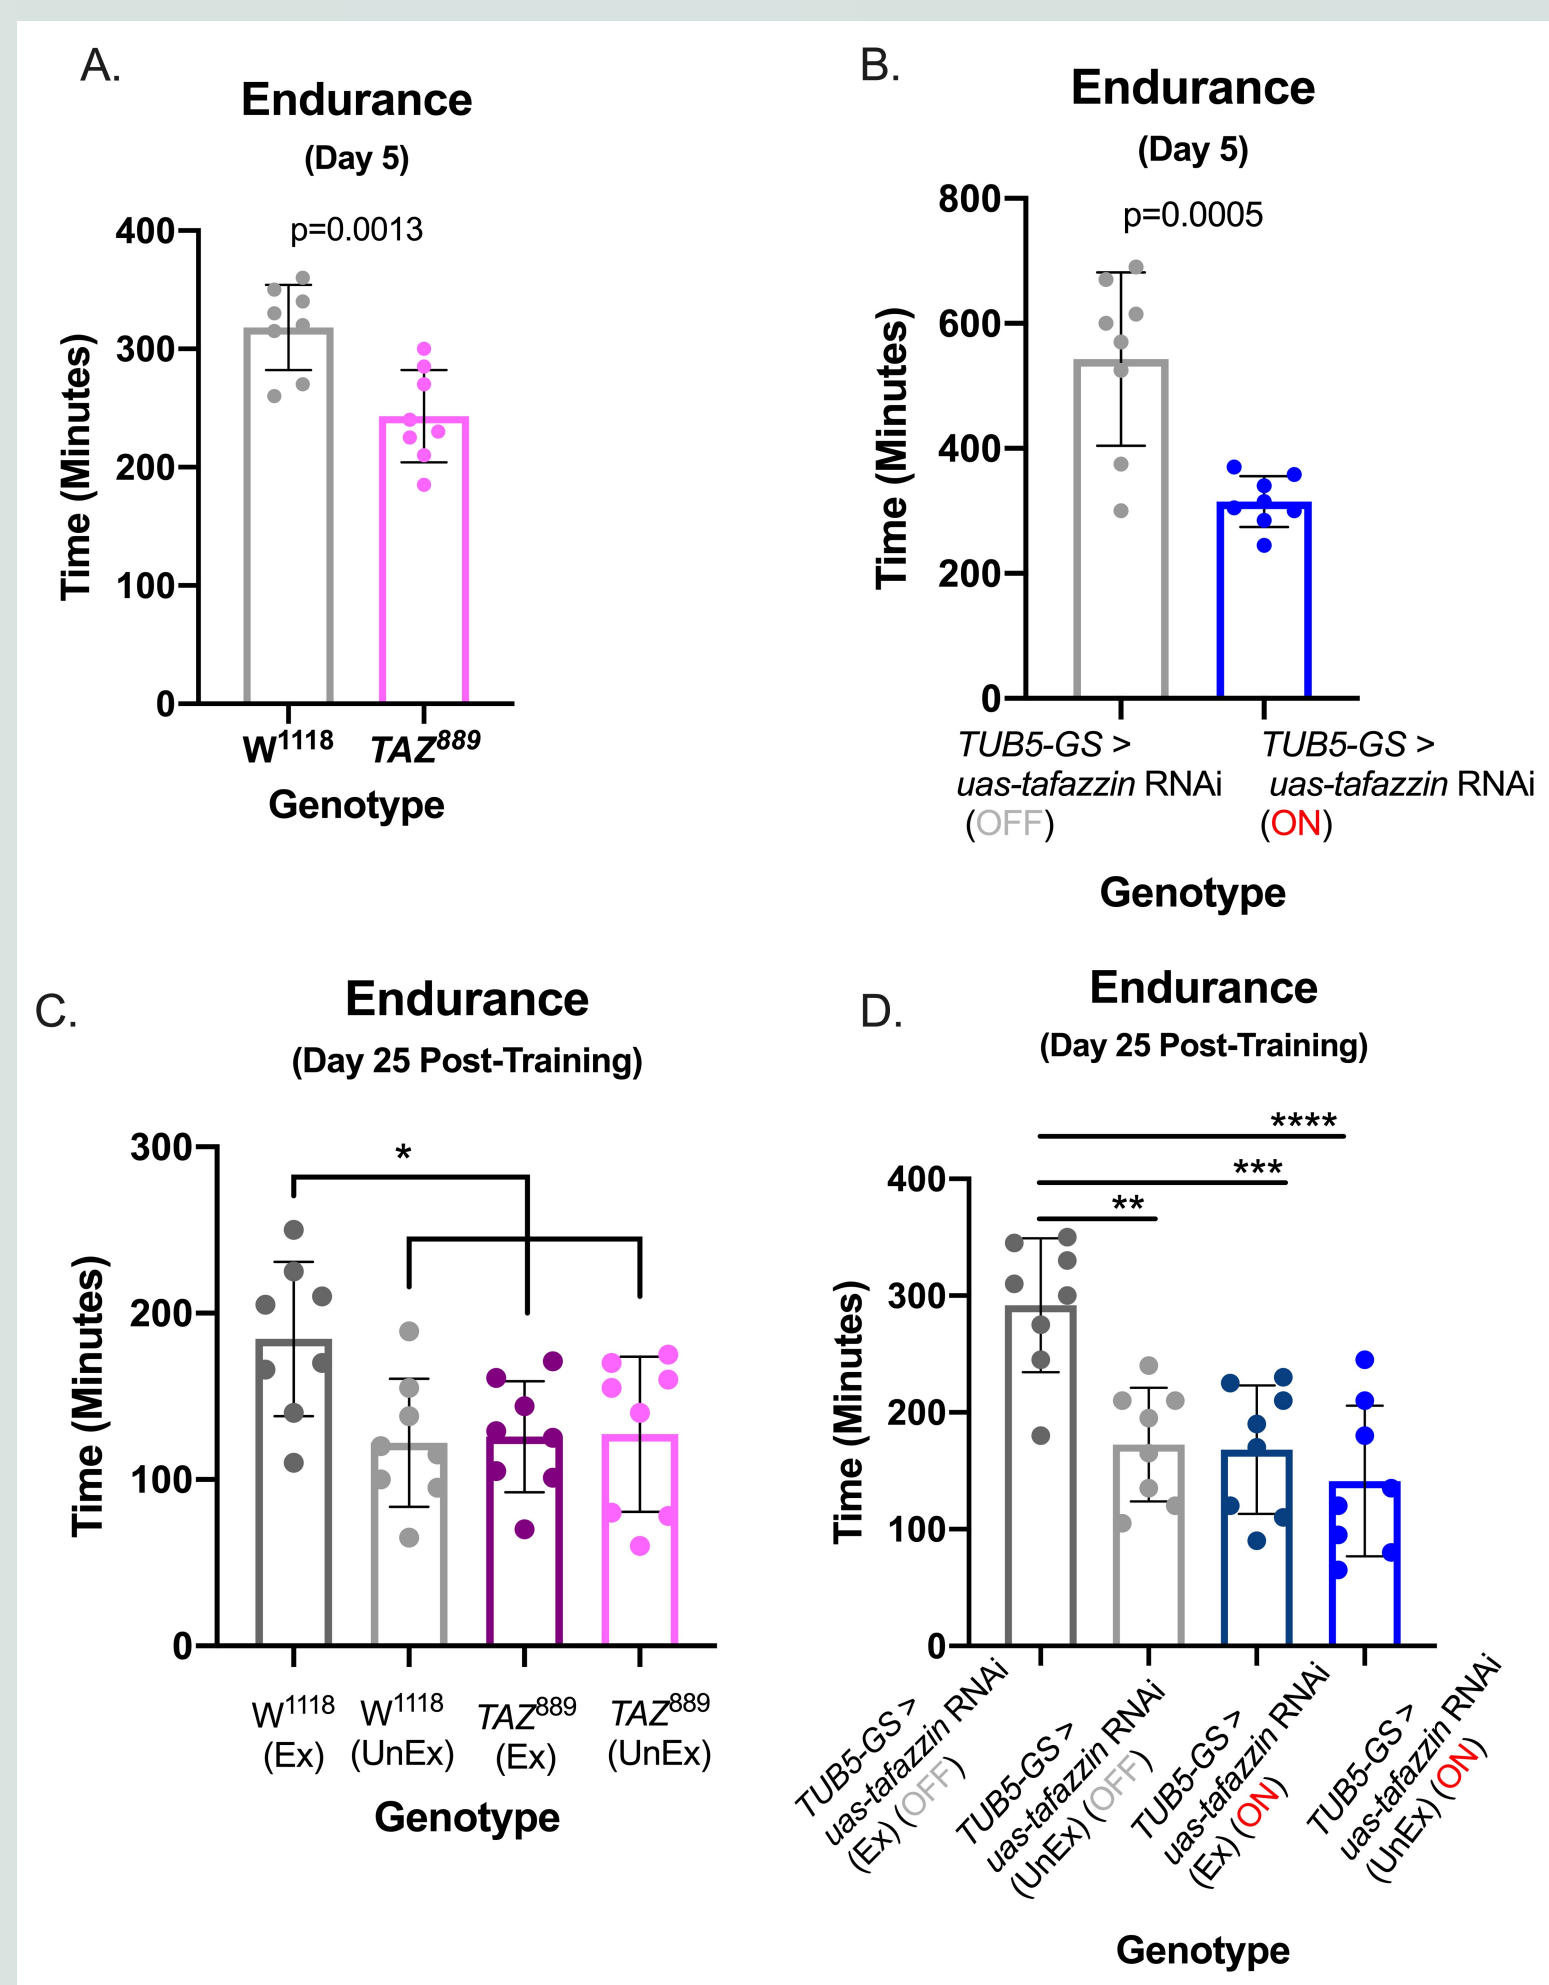 A.
Endurance
(Day 5)
p=0.0013
400
300
200
100
0
Time (Minutes)
W1118
TAZ889
Genotype
B.
Endurance
(Day 5)
p=0.0005
800
600
400
200
0
Time (Minutes)
TUB5-GS >
uas-tafazzin RNAi
(OFF)
TUB5-GS >
uas-tafazzin RNAi
(ON)
Genotype
C.
Endurance
(Day 25 Post-Training)
*
300
200
100
0
Time (Minutes)
W1118
(Ex)
W1118
(UnEx)
TAZ889
(Ex)
TAZ889
(UnEx)
Genotype
D.
Endurance
(Day 25 Post-Training)
****
***
**
400
300
200
100
0
Time (Minutes)
TUB5-GS >
uas-tafazzin RNAi
(Ex) (OFF)
TUB5-GS >
uas-tafazzin RNAi
(UnEx) (OFF)
TUB5-GS >
uas-tafazzin RNAi
(Ex) (ON)
TUB5-GS >
uas-tafazzin RNAi
(UnEx) (ON)
Genotype